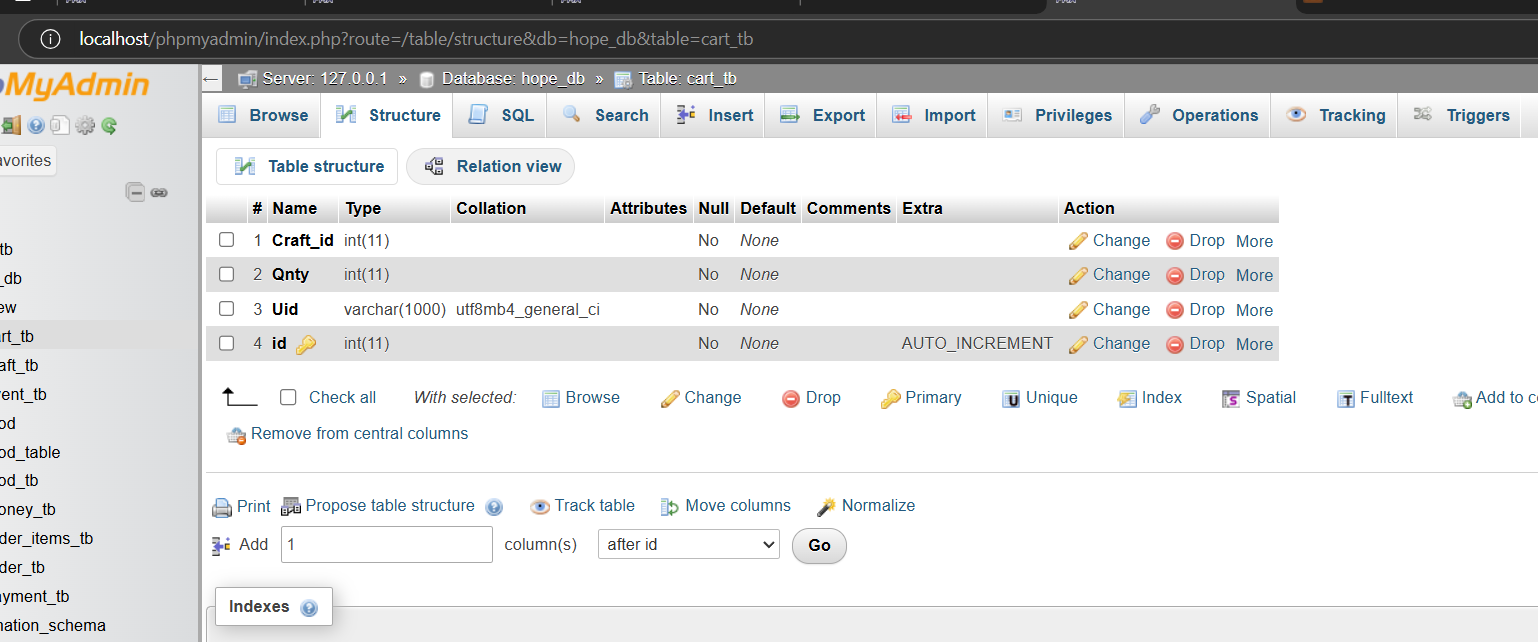 localhost/phpmyadmin/index.php?route=/table/structure&db=hope_db&table=cart_tb
MyAdmin
← Server: 127.0.0.1 » Database: hope_db » Table: cart_tb
Browse Structure SQL Search Insert Export Import Privileges Operations Tracking Triggers
avorites
Table structure Relation view
# Name Type Collation Attributes Null Default Comments Extra Action
1 Craft_id int(11) No None Change Drop More
2 Qnty int(11) No None Change Drop More
3 Uid varchar(1000) utf8mb4_general_ci No None Change Drop More
4 id int(11) No None AUTO_INCREMENT Change Drop More
Check all With selected: Browse Change Drop Primary Unique Index Spatial Fulltext Add to c
Remove from central columns
Print Propose table structure Track table Move columns Normalize
Add 1 column(s) after id Go
Indexes
tb
_db
ew
rt_tb
aft_tb
ent_tb
od
od_table
od_tb
oney_tb
der_items_tb
der_tb
yment_tb
mation_schema